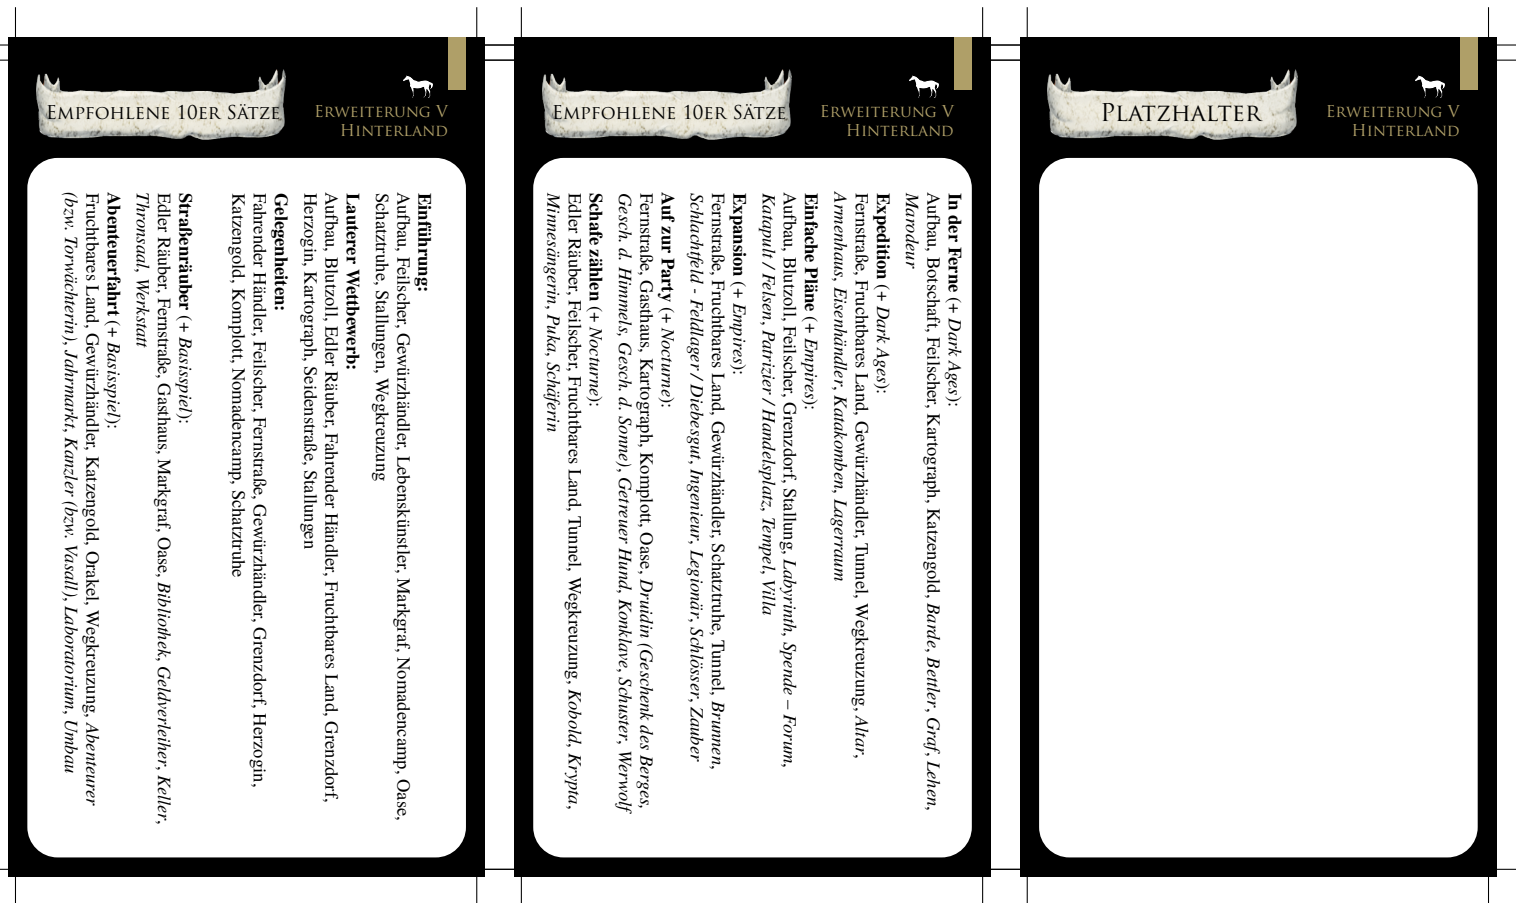 EMPFOHLENE 10ER SÄTZE
ERWEITERUNG V
HINTERLAND
Einführung:
Aufbau, Feilscher, Gewürzhändler, Lebenskünstler, Markgraf, Nomadencamp, Oase,
Schatztruhe, Stallungen, Wegkreuzung
Lauterer Wettbewerb:
Aufbau, Blutzoll, Edler Räuber, Fahrender Händler, Fruchtbares Land, Grenzdorf,
Herzogin, Kartograph, Seidenstraße, Stallungen
Gelegenheiten:
Fahrender Händler, Feilscher, Fernstraße, Gewürzhändler, Grenzdorf, Herzogin,
Katzengold, Komplott, Nomadencamp, Schatztruhe
Straßenräuber (+ Basisspiel):
Edler Räuber, Fernstraße, Gasthaus, Markgraf, Oase, Bibliothek, Geldverleiher, Keller,
Thronsaal, Werkstatt
Abenteuerfahrt (+ Basisspiel):
Fruchtbares Land, Gewürzhändler, Katzengold, Orakel, Wegkreuzung, Abenteurer
(bzw. Torwächterin), Jahrmarkt, Kanzler (bzw. Vasall), Laboratorium, Umbau
EMPFOHLENE 10ER SÄTZE
ERWEITERUNG V
HINTERLAND
In der Ferne (+ Dark Ages):
Aufbau, Botschaft, Feilscher, Kartograph, Katzengold, Barde, Bettler, Graf, Lehen,
Marodeur
Expedition (+ Dark Ages):
Fernstraße, Fruchtbares Land, Gewürzhändler, Tunnel, Wegkreuzung, Altar,
Armenhaus, Eisenhändler, Katakomben, Lagerraum
Einfache Pläne (+ Empires):
Aufbau, Blutzoll, Feilscher, Grenzdorf, Stallung, Labyrinth, Spende – Forum,
Katapult / Felsen, Patrizier / Handelsplatz, Tempel, Villa
Expansion (+ Empires):
Fernstraße, Fruchtbares Land, Gewürzhändler, Schatztruhe, Tunnel, Brunnen,
Schlachtfeld - Feldlager / Diebesgut, Ingenieur, Legionär, Schlösser, Zauber
Auf zur Party (+ Nocturne):
Fernstraße, Gasthaus, Kartograph, Komplott, Oase, Druidin (Geschenk des Berges,
Gesch. d. Himmels, Gesch. d. Sonne), Getreuer Hund, Konklave, Schuster, Werwolf
Schafe zählen (+ Nocturne):
Edler Räuber, Feilscher, Fruchtbares Land, Tunnel, Wegkreuzung, Kobold, Krypta,
Minnesängerin, Puka, Schäferin
PLATZHALTER
ERWEITERUNG V
HINTERLAND